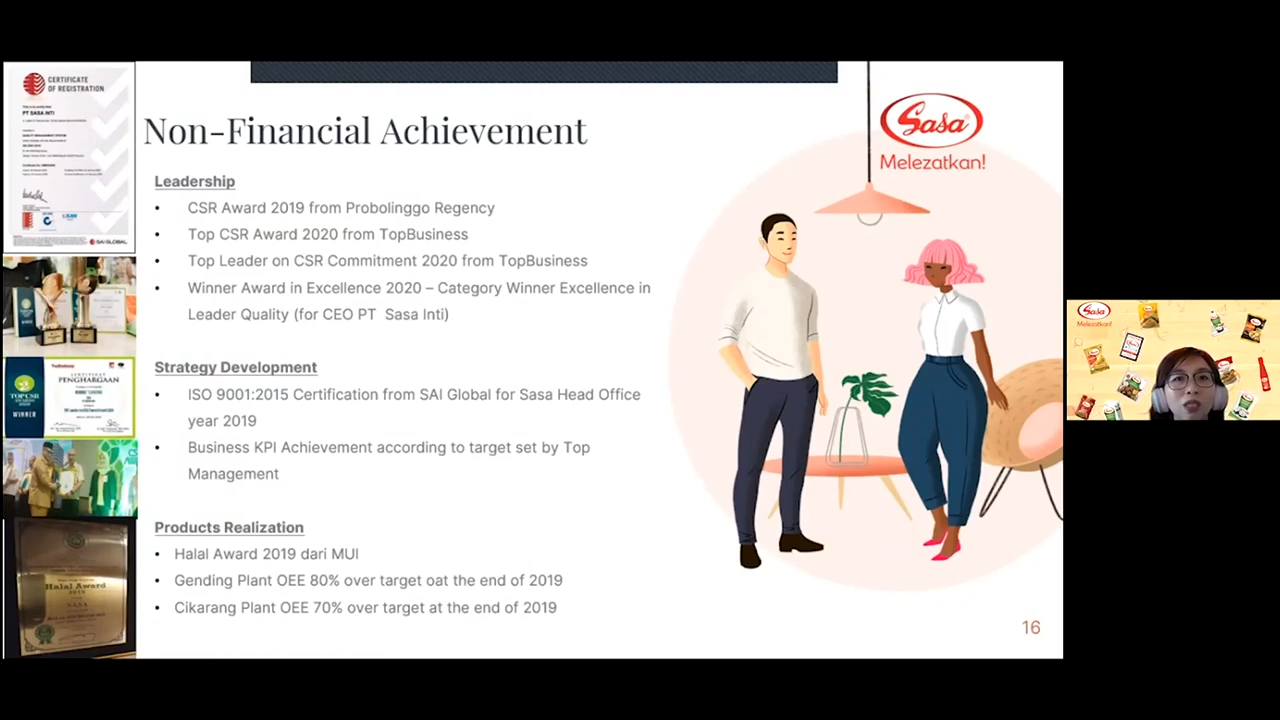 CERTIFICATE
OF REGISTRATION
PT SASA INTI
SAI GLOBAL
PENGHARGAAN
TOP CSR
WINNER
Halal Award
2019
SASA
Non-Financial Achievement
Sasa
Melezatkan!
Leadership
• CSR Award 2019 from Probolinggo Regency
• Top CSR Award 2020 from TopBusiness
• Top Leader on CSR Commitment 2020 from TopBusiness
• Winner Award in Excellence 2020 – Category Winner Excellence in
Leader Quality (for CEO PT Sasa Inti)
Strategy Development
• ISO 9001:2015 Certification from SAI Global for Sasa Head Office
year 2019
• Business KPI Achievement according to target set by Top
Management
Products Realization
• Halal Award 2019 dari MUI
• Gending Plant OEE 80% over target oat the end of 2019
• Cikarang Plant OEE 70% over target at the end of 2019
16
Sasa
Melezatkan!